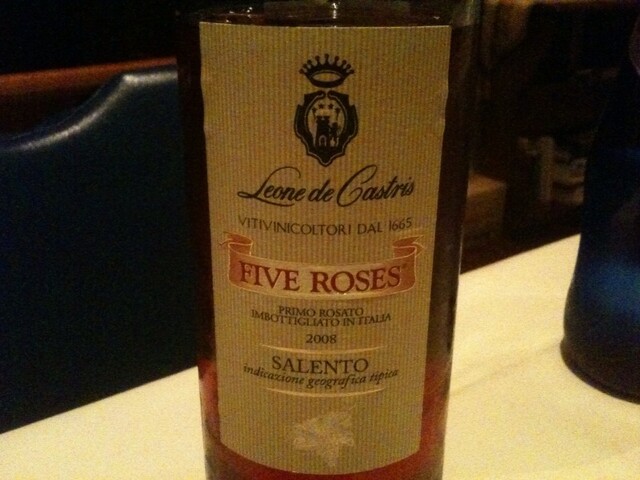 Leone de Castris
VITIVINICOLTORI DAL 1665
FIVE ROSES®
PRIMO ROSATO
IMBOTTIGLIATO IN ITALIA
2008
SALENTO
indicazione geografica tipica